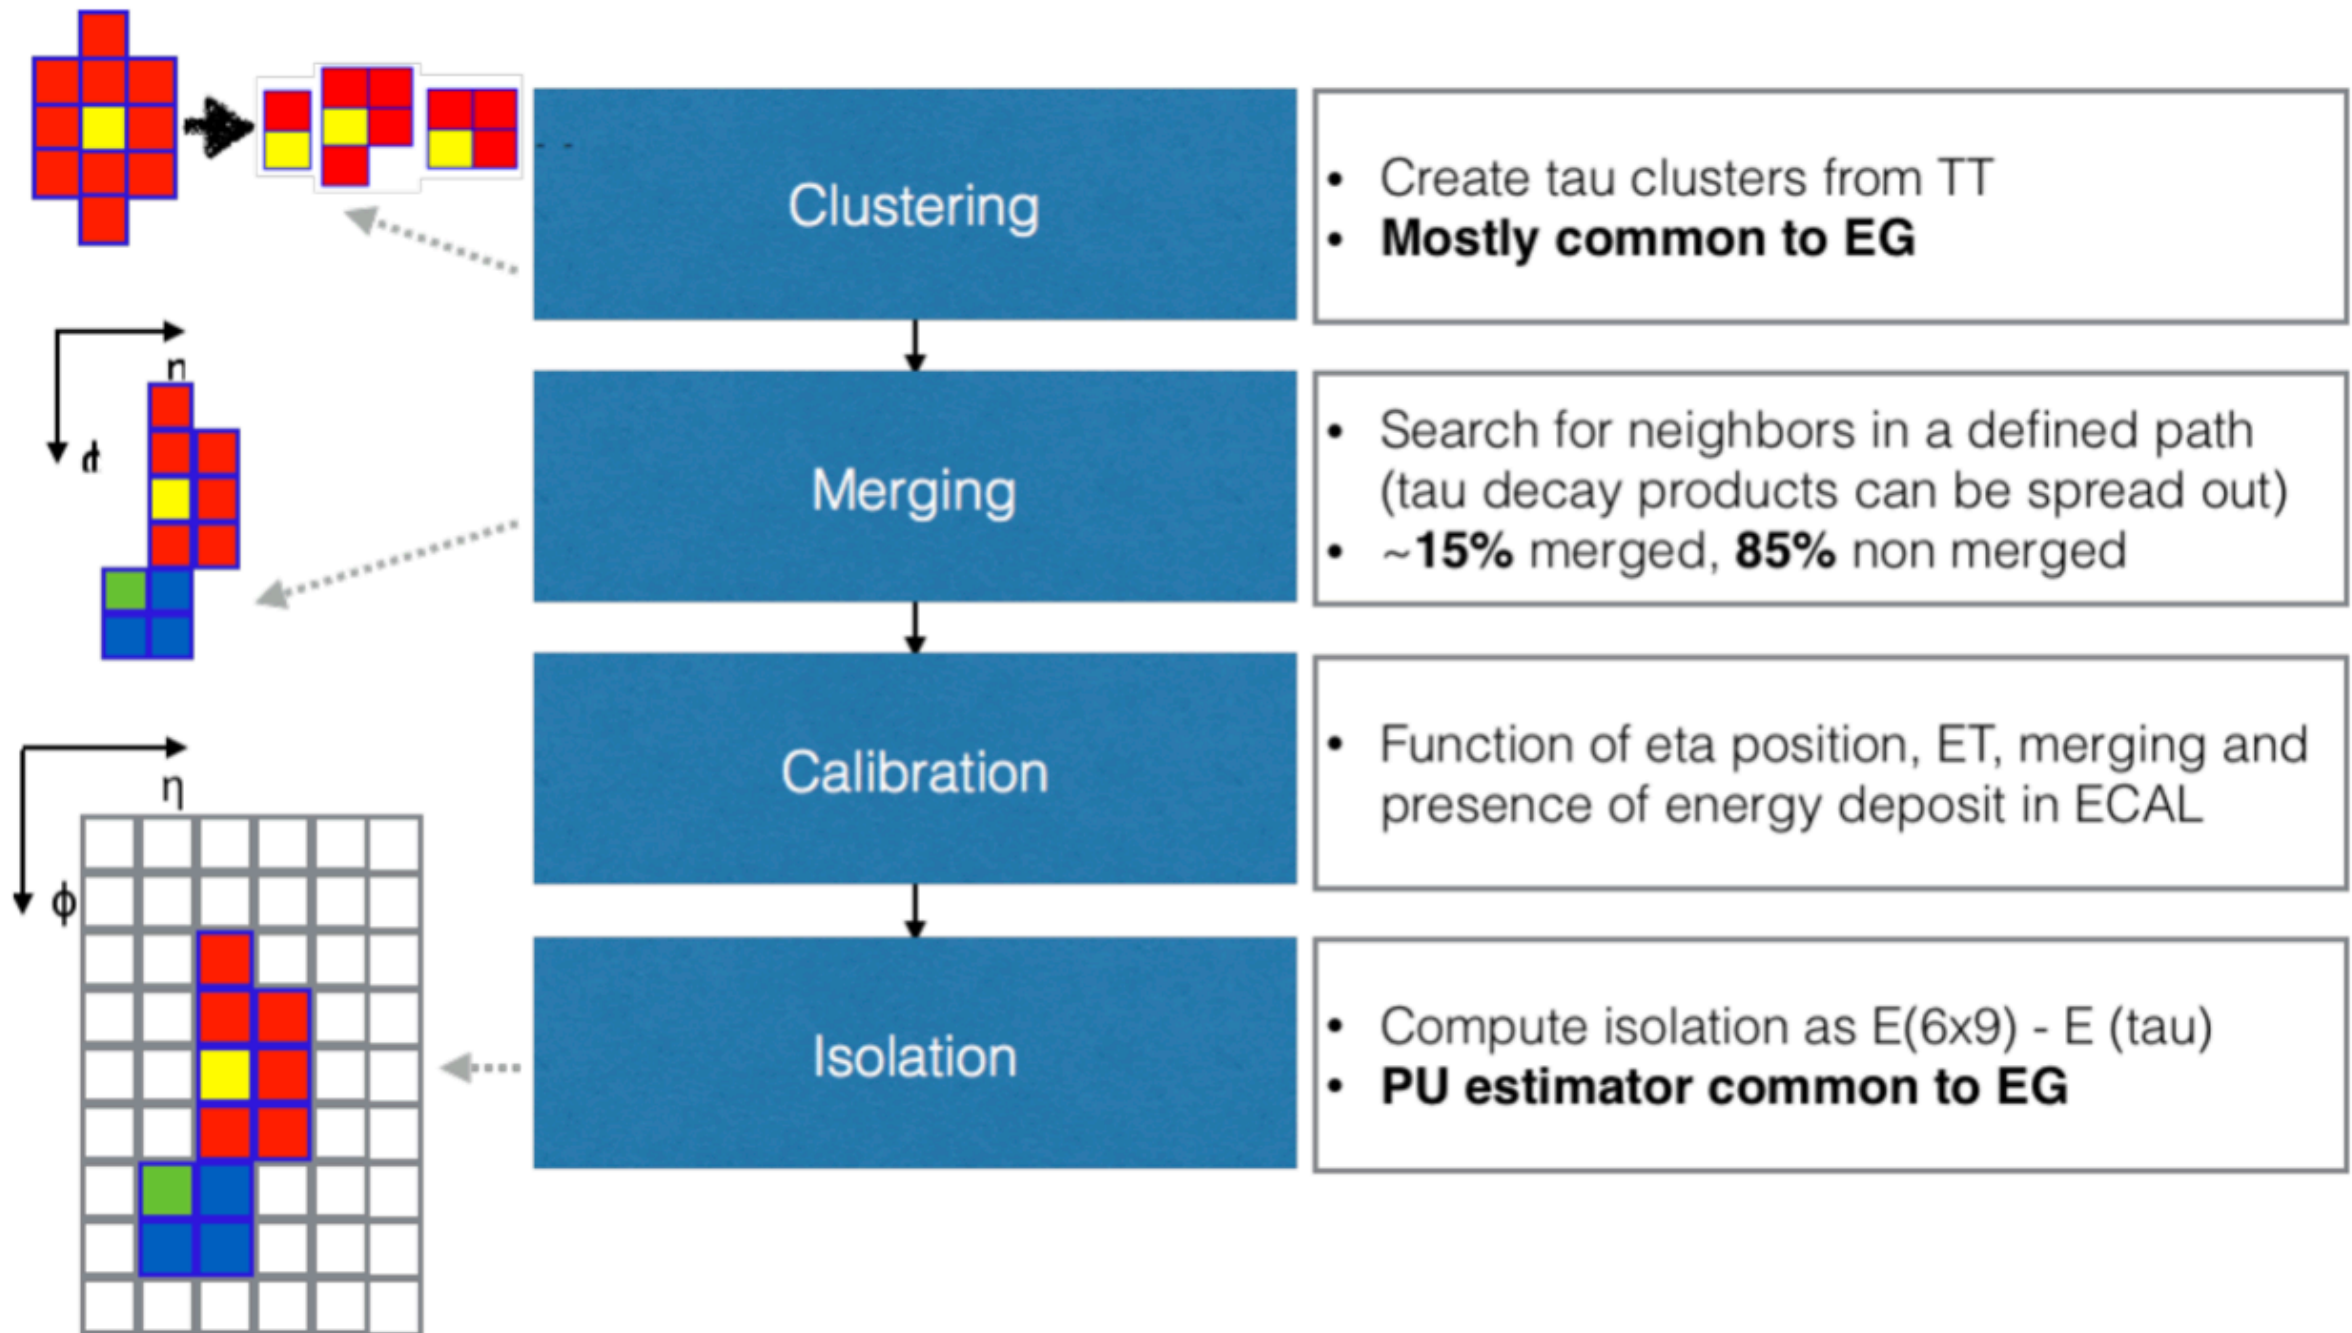 Clustering
• Create tau clusters from TT
• Mostly common to EG
η
Merging
• Search for neighbors in a defined path
(tau decay products can be spread out)
• ~15% merged, 85% non merged
Calibration
• Function of eta position, ET, merging and
presence of energy deposit in ECAL
η
ϕ
Isolation
• Compute isolation as E(6x9) - E (tau)
• PU estimator common to EG